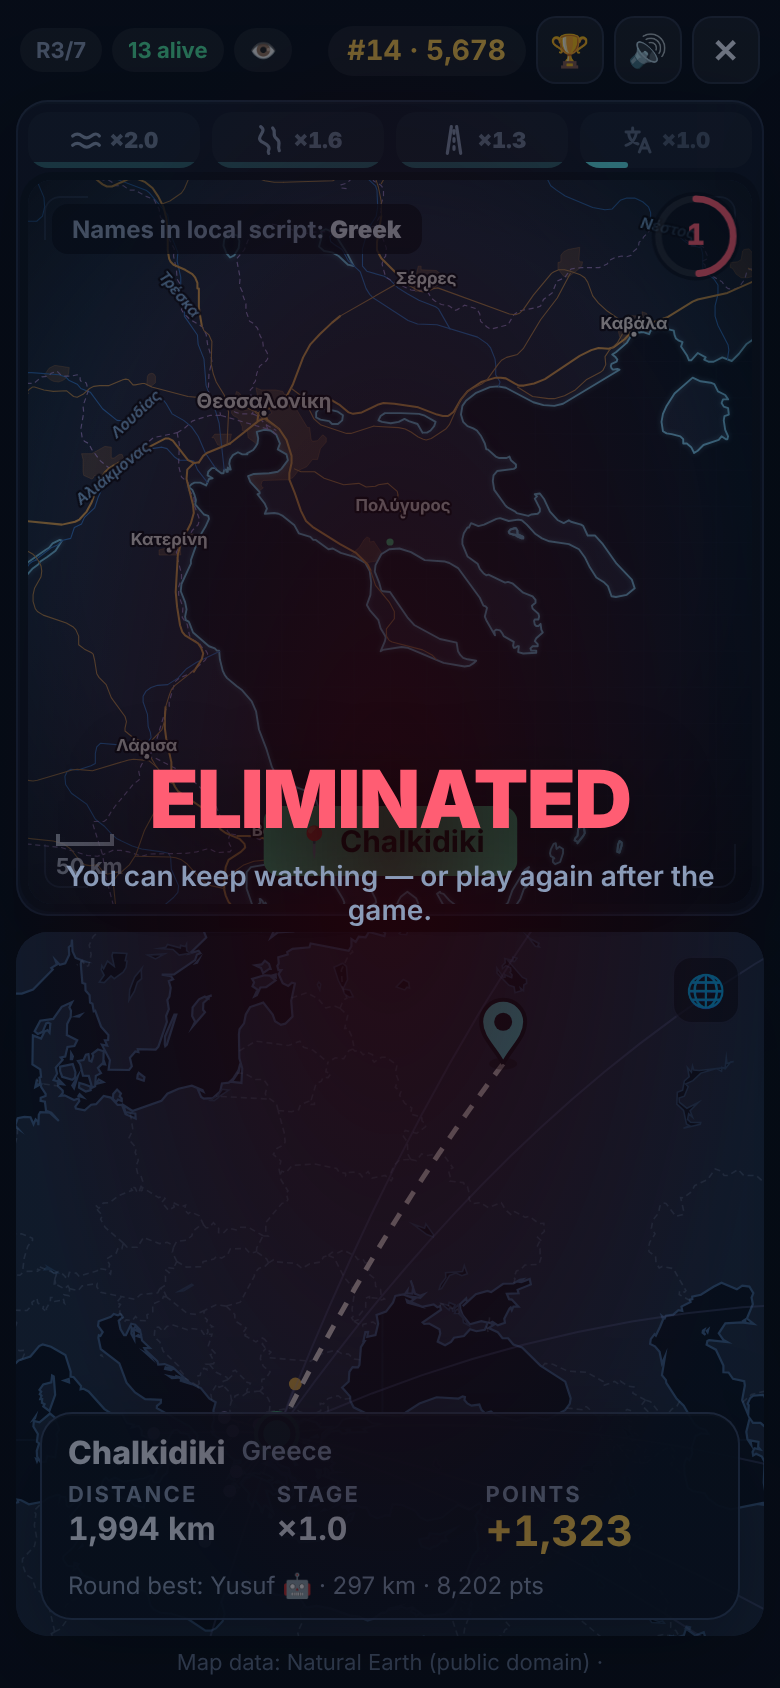 R3/7
13 alive
#14 · 5,678
×2.0
×1.6
×1.3
×1.0
Names in local script: Greek
1
Τρέσκα
Σέρρες
Καβάλα
Θεσσαλονίκη
Λουδίας
Αλιάκμονας
Πολύγυρος
Κατερίνη
Λάρισα
ELIMINATED
Chalkidiki
50 km
You can keep watching — or play again after the
game.
Chalkidiki Greece
DISTANCE STAGE POINTS
1,994 km ×1.0 +1,323
Round best: Yusuf 🤖 · 297 km · 8,202 pts
Map data: Natural Earth (public domain) ·